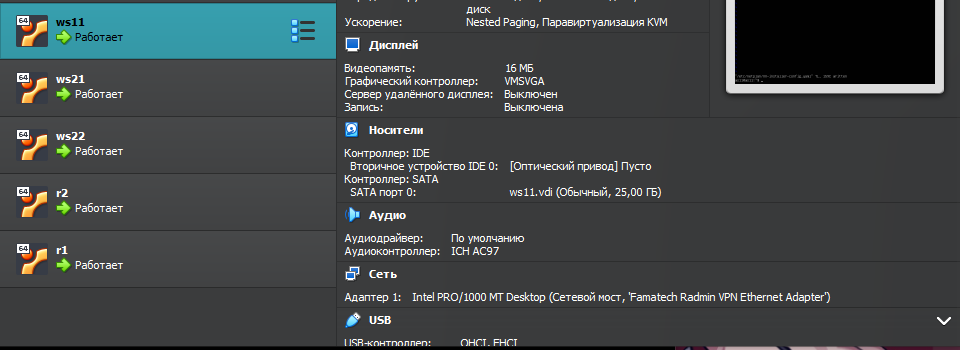 64
ws11
Работает
64
ws21
Работает
64
ws22
Работает
64
r2
Работает
64
r1
Работает
диск
Ускорение: Nested Paging, Паравиртуализация KVM
Дисплей
Видеопамять: 16 МБ
Графический контроллер: VMSVGA
Сервер удалённого дисплея: Выключен
Запись: Выключена
Носители
Контроллер: IDE
Вторичное устройство IDE 0: [Оптический привод] Пусто
Контроллер: SATA
SATA порт 0: ws11.vdi (Обычный, 25,00 ГБ)
Аудио
Аудиодрайвер: По умолчанию
Аудиоконтроллер: ICH AC97
Сеть
Адаптер 1: Intel PRO/1000 MT Desktop (Сетевой мост, 'Famatech Radmin VPN Ethernet Adapter')
USB
USB-контроллер: OHCI, EHCI